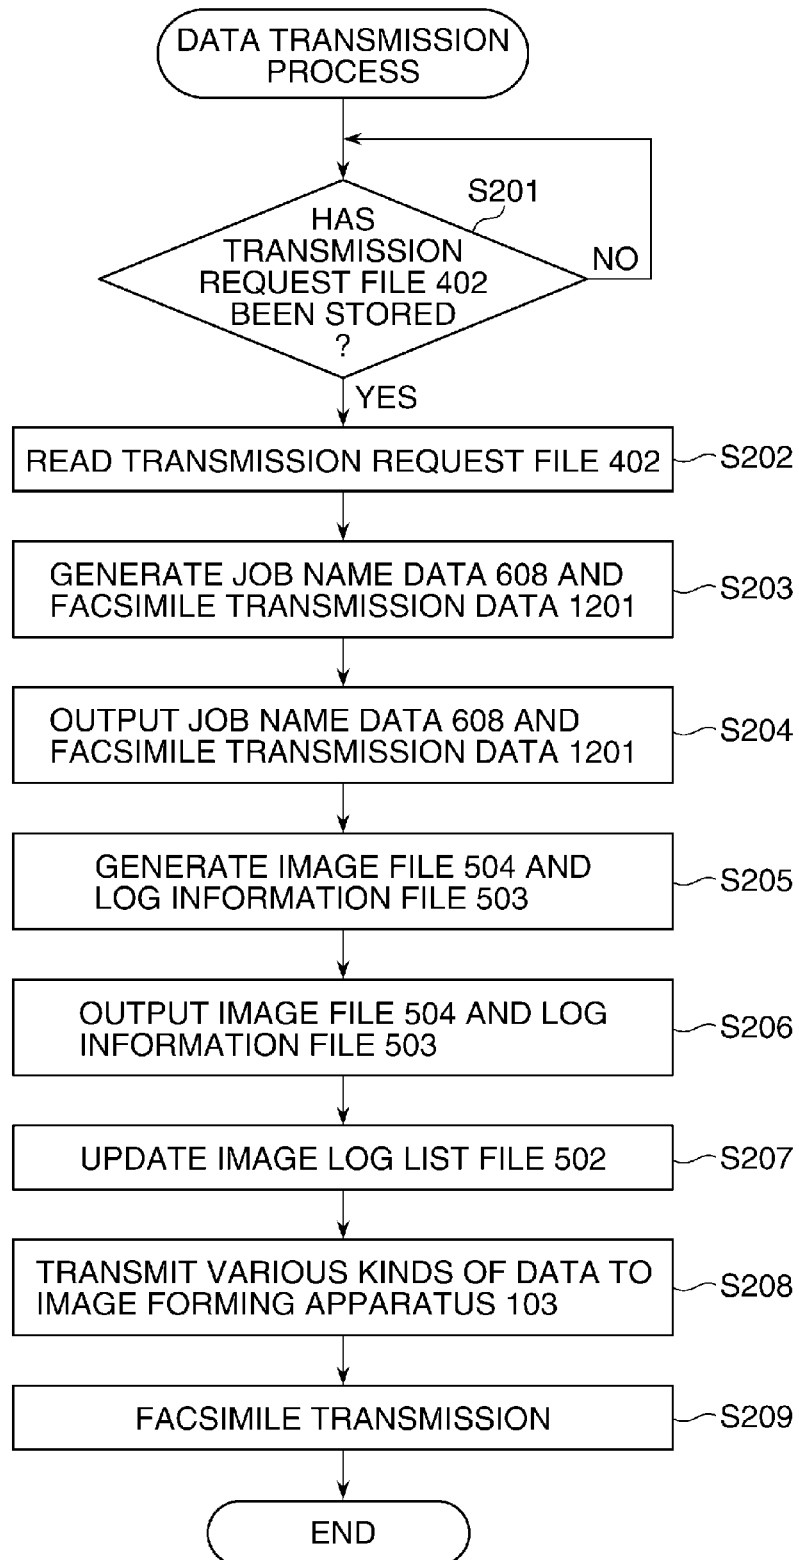 DATA TRANSMISSION
PROCESS
S201
HAS
TRANSMISSION
REQUEST FILE 402
BEEN STORED
?
NO
YES
READ TRANSMISSION REQUEST FILE 402
S202
GENERATE JOB NAME DATA 608 AND
FACSIMILE TRANSMISSION DATA 1201
S203
OUTPUT JOB NAME DATA 608 AND
FACSIMILE TRANSMISSION DATA 1201
S204
GENERATE IMAGE FILE 504 AND
LOG INFORMATION FILE 503
S205
OUTPUT IMAGE FILE 504 AND LOG
INFORMATION FILE 503
S206
UPDATE IMAGE LOG LIST FILE 502
S207
TRANSMIT VARIOUS KINDS OF DATA TO
IMAGE FORMING APPARATUS 103
S208
FACSIMILE TRANSMISSION
S209
END